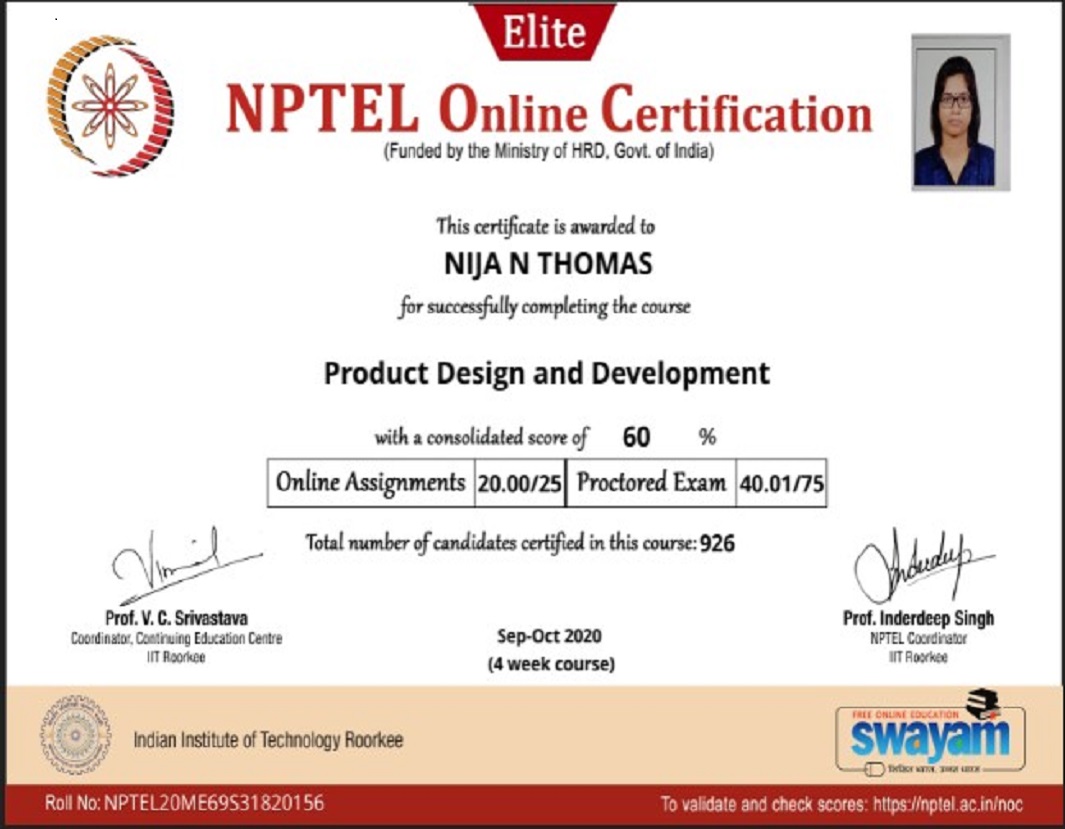 Elite
NPTEL Online Certification
(Funded by the Ministry of HRD, Govt. of India)
This certificate is awarded to
NIJA N THOMAS
for successfully completing the course
Product Design and Development
with a consolidated score of 60 %
Online Assignments 20.00/25 Proctored Exam 40.01/75
Total number of candidates certified in this course: 926
Prof. V. C. Srivastava
Coordinator, Continuing Education Centre
IIT Roorkee
Sep-Oct 2020
(4 week course)
Prof. Inderdeep Singh
NPTEL Coordinator
IIT Roorkee
Indian Institute of Technology Roorkee
FREE ONLINE EDUCATION
swayam
Roll No: NPTEL20ME69S31820156
To validate and check scores: https://nptel.ac.in/noc